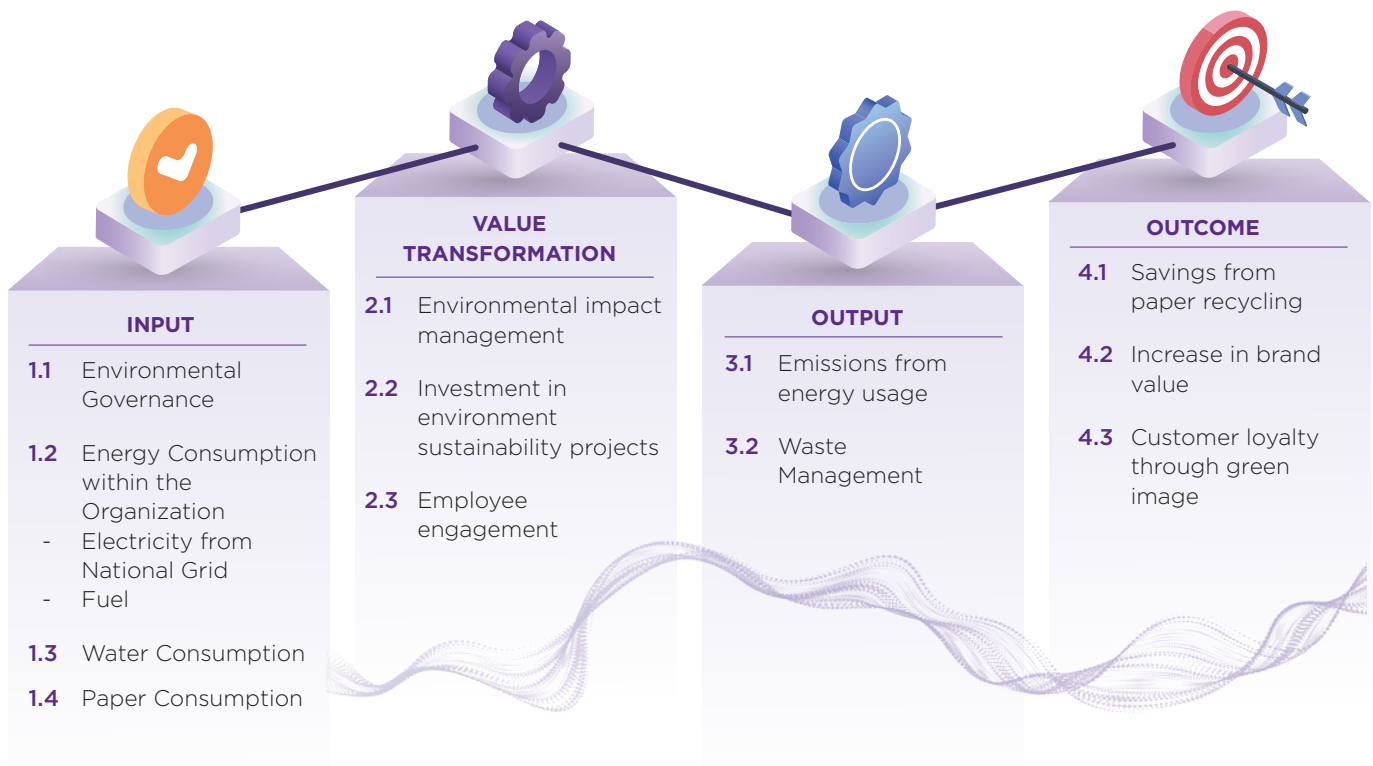 INPUT
1.1 Environmental
Governance
1.2 Energy Consumption
within the
Organization
- Electricity from
National Grid
- Fuel
1.3 Water Consumption
1.4 Paper Consumption
VALUE
TRANSFORMATION
2.1 Environmental impact
management
2.2 Investment in
environment
sustainability projects
2.3 Employee
engagement
OUTPUT
3.1 Emissions from
energy usage
3.2 Waste
Management
OUTCOME
4.1 Savings from
paper recycling
4.2 Increase in brand
value
4.3 Customer loyalty
through green
image